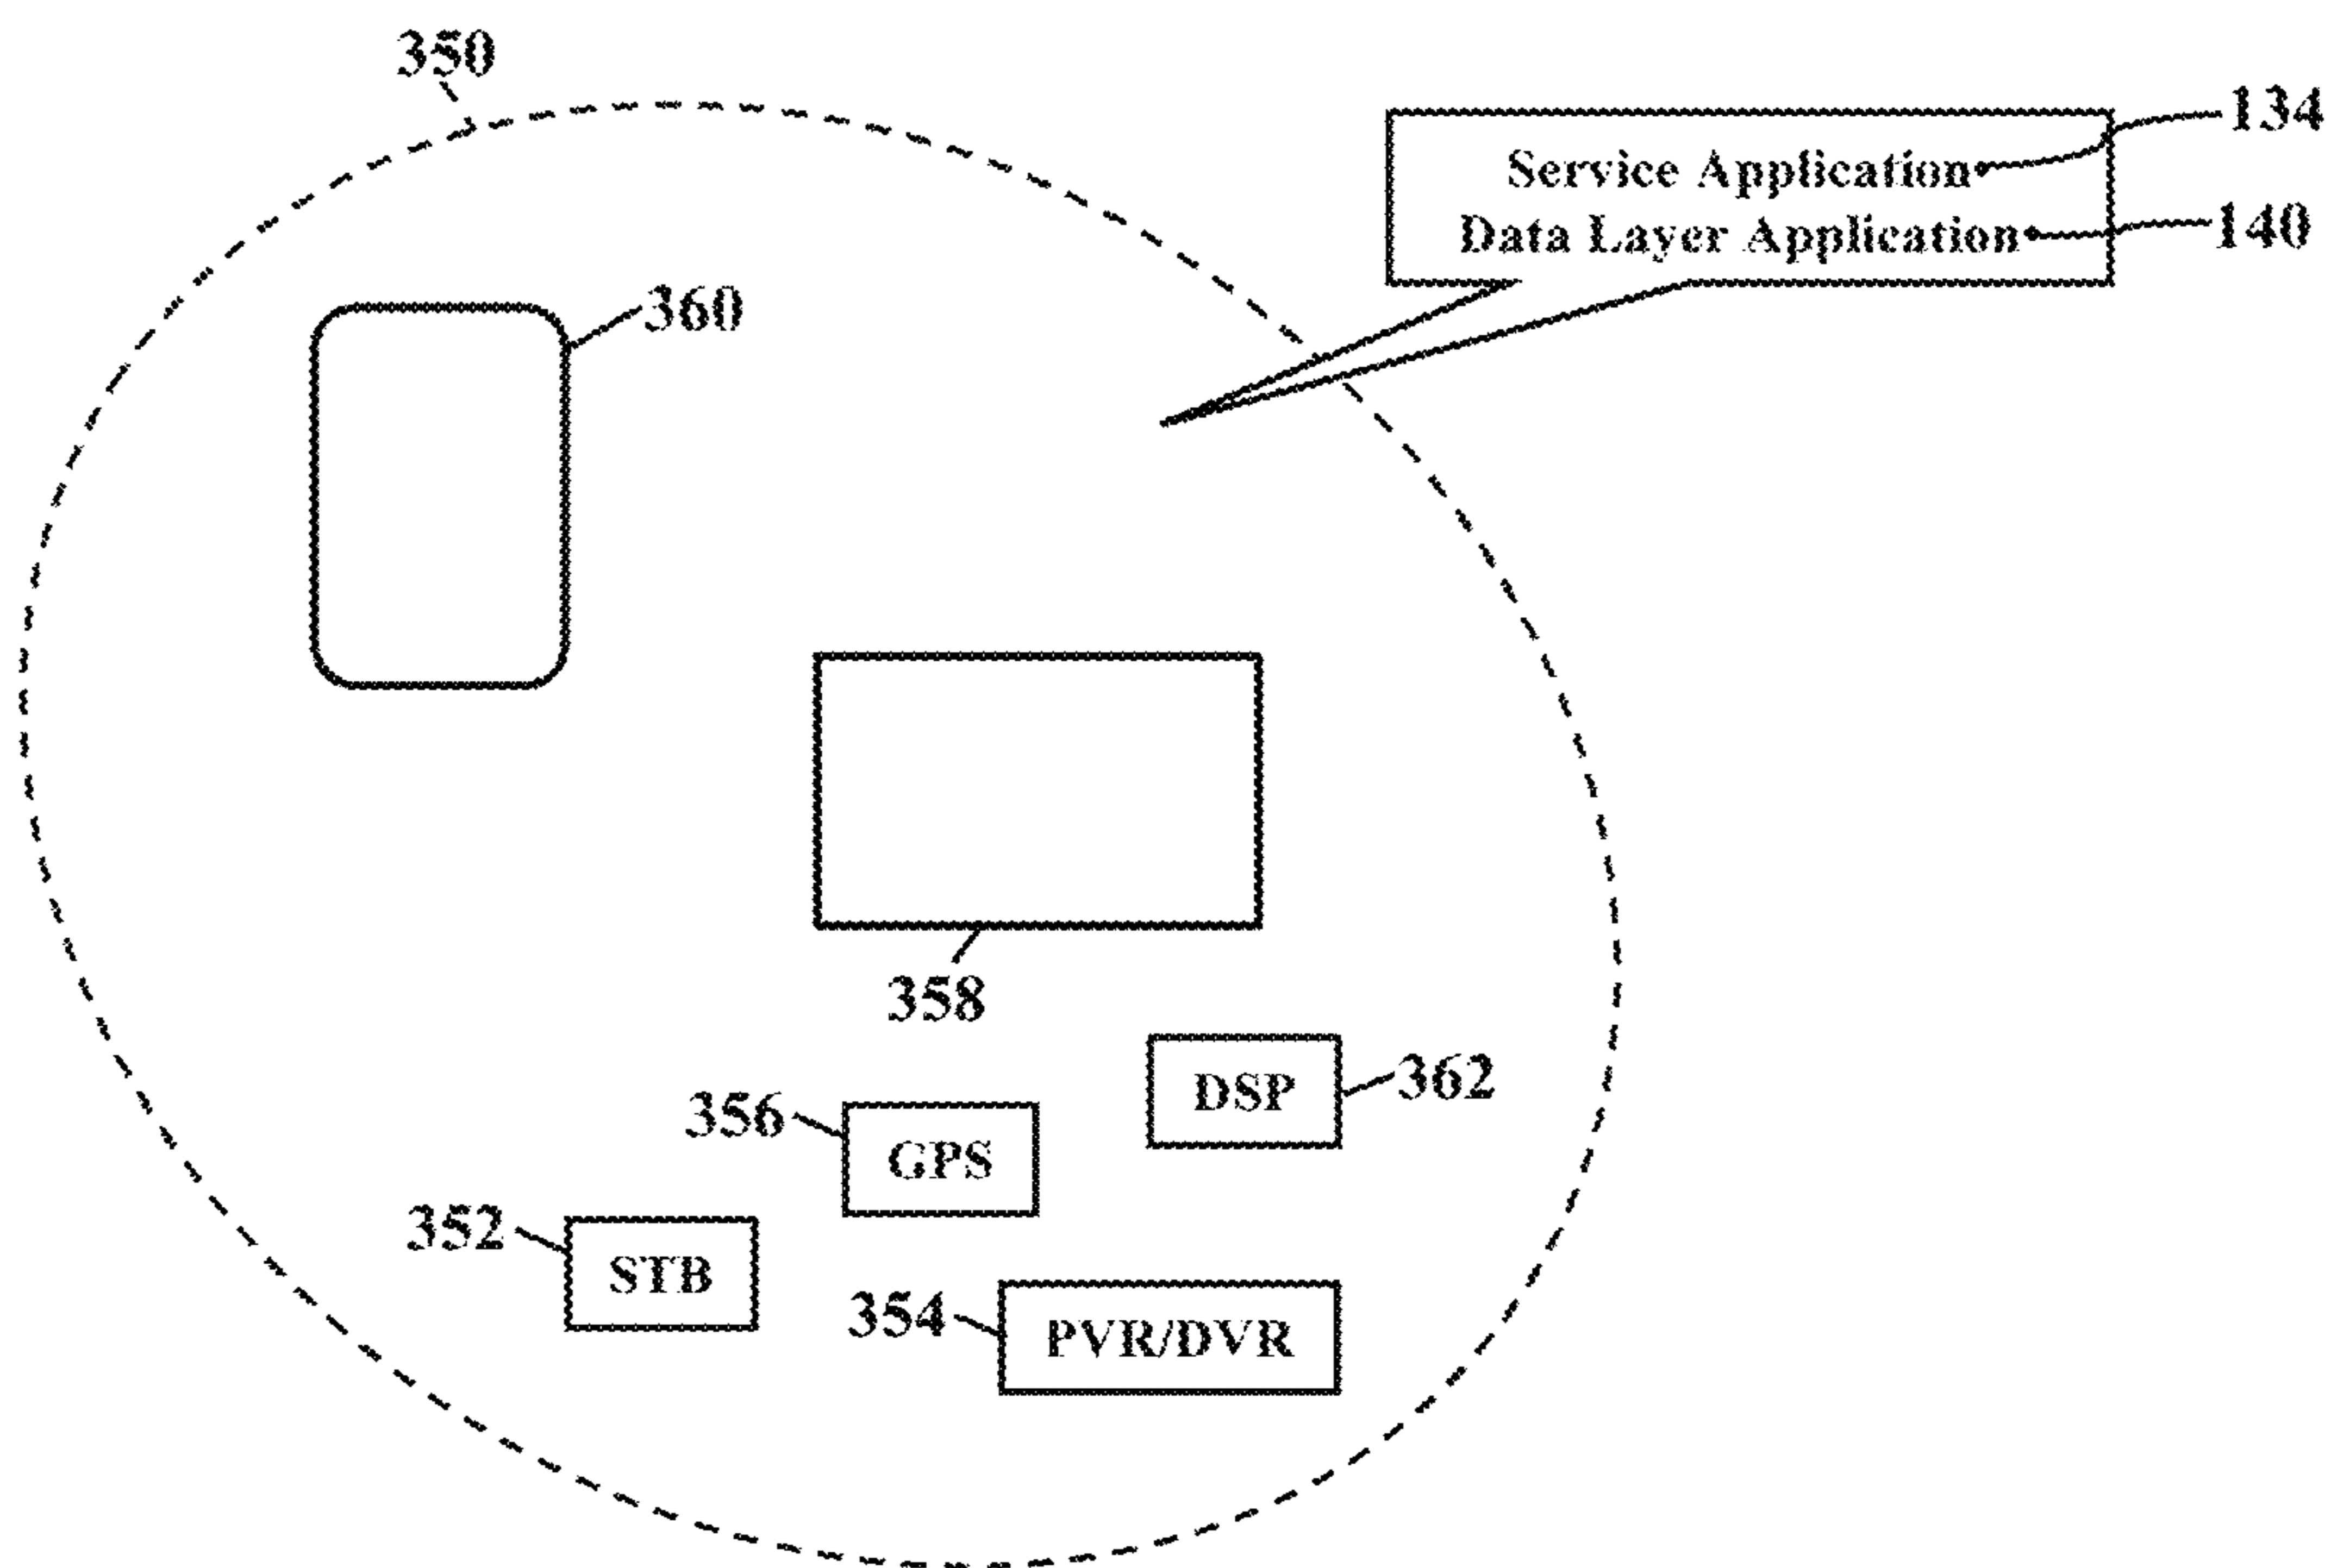 350
134
Service Application
Data Layer Application
140
360
358
DSP
362
356
GPS
352
STB
354
PVR/DVR